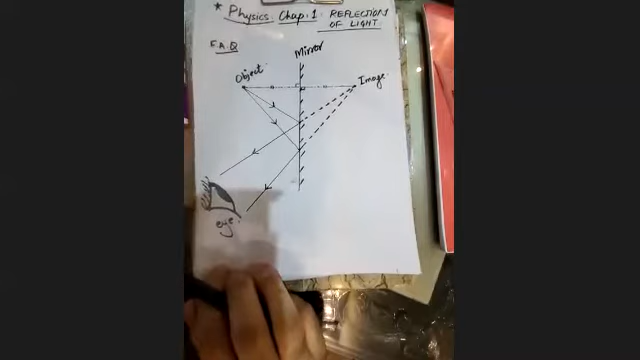 * Physics. Chap. 1 REFLECTION
OF LIGHT.
F.A.Q
Mirror
Object
Image
eye.